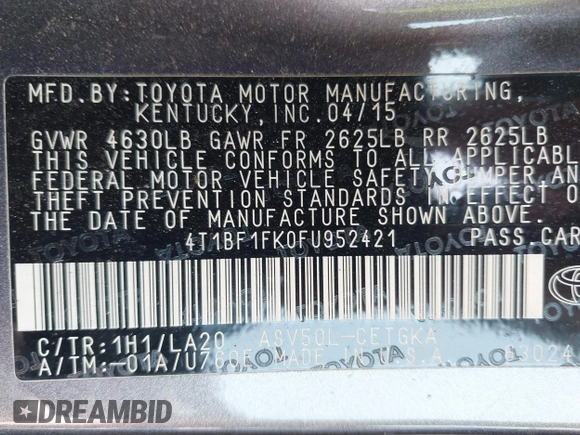 MFD.BY:TOYOTA MOTOR MANUFACTURING,
KENTUCKY,INC.04/15
GVWR 4630LB GAWR FR 2625LB RR 2625LB
THIS VEHICLE CONFORMS TO ALL APPLICABL
FEDERAL MOTOR VEHICLE SAFETY, BUMPER AN
THEFT PREVENTION STANDARDS IN EFFECT O
THE DATE OF MANUFACTURE SHOWN ABOVE.
4T1BF1FK0FU952421 PASS CAR
C/TR:1H1/LA20 ASV50L-CETGKA
A/TM:-01A/U760E MADE IN U.S.A. 83024
DREAMBID